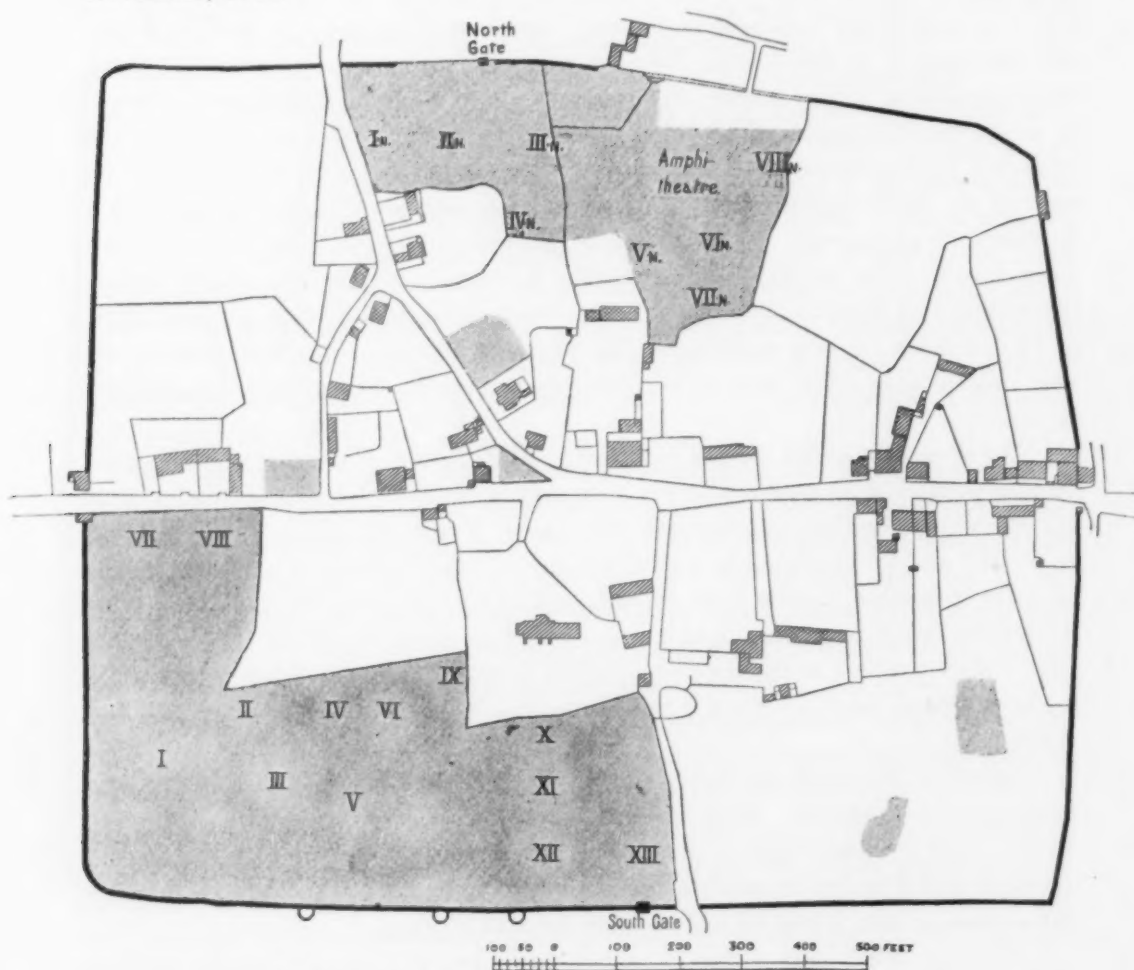 North
Gate
I N.
II N.
III N.
Amphi-
theatre.
VIII N.
IV N.
V N.
VI N.
VII N.
VII
VIII
IX
II
IV
VI
X
I
III
V
XI
XII
XIII
South Gate
100 50 0 100 200 300 400 500 FEET